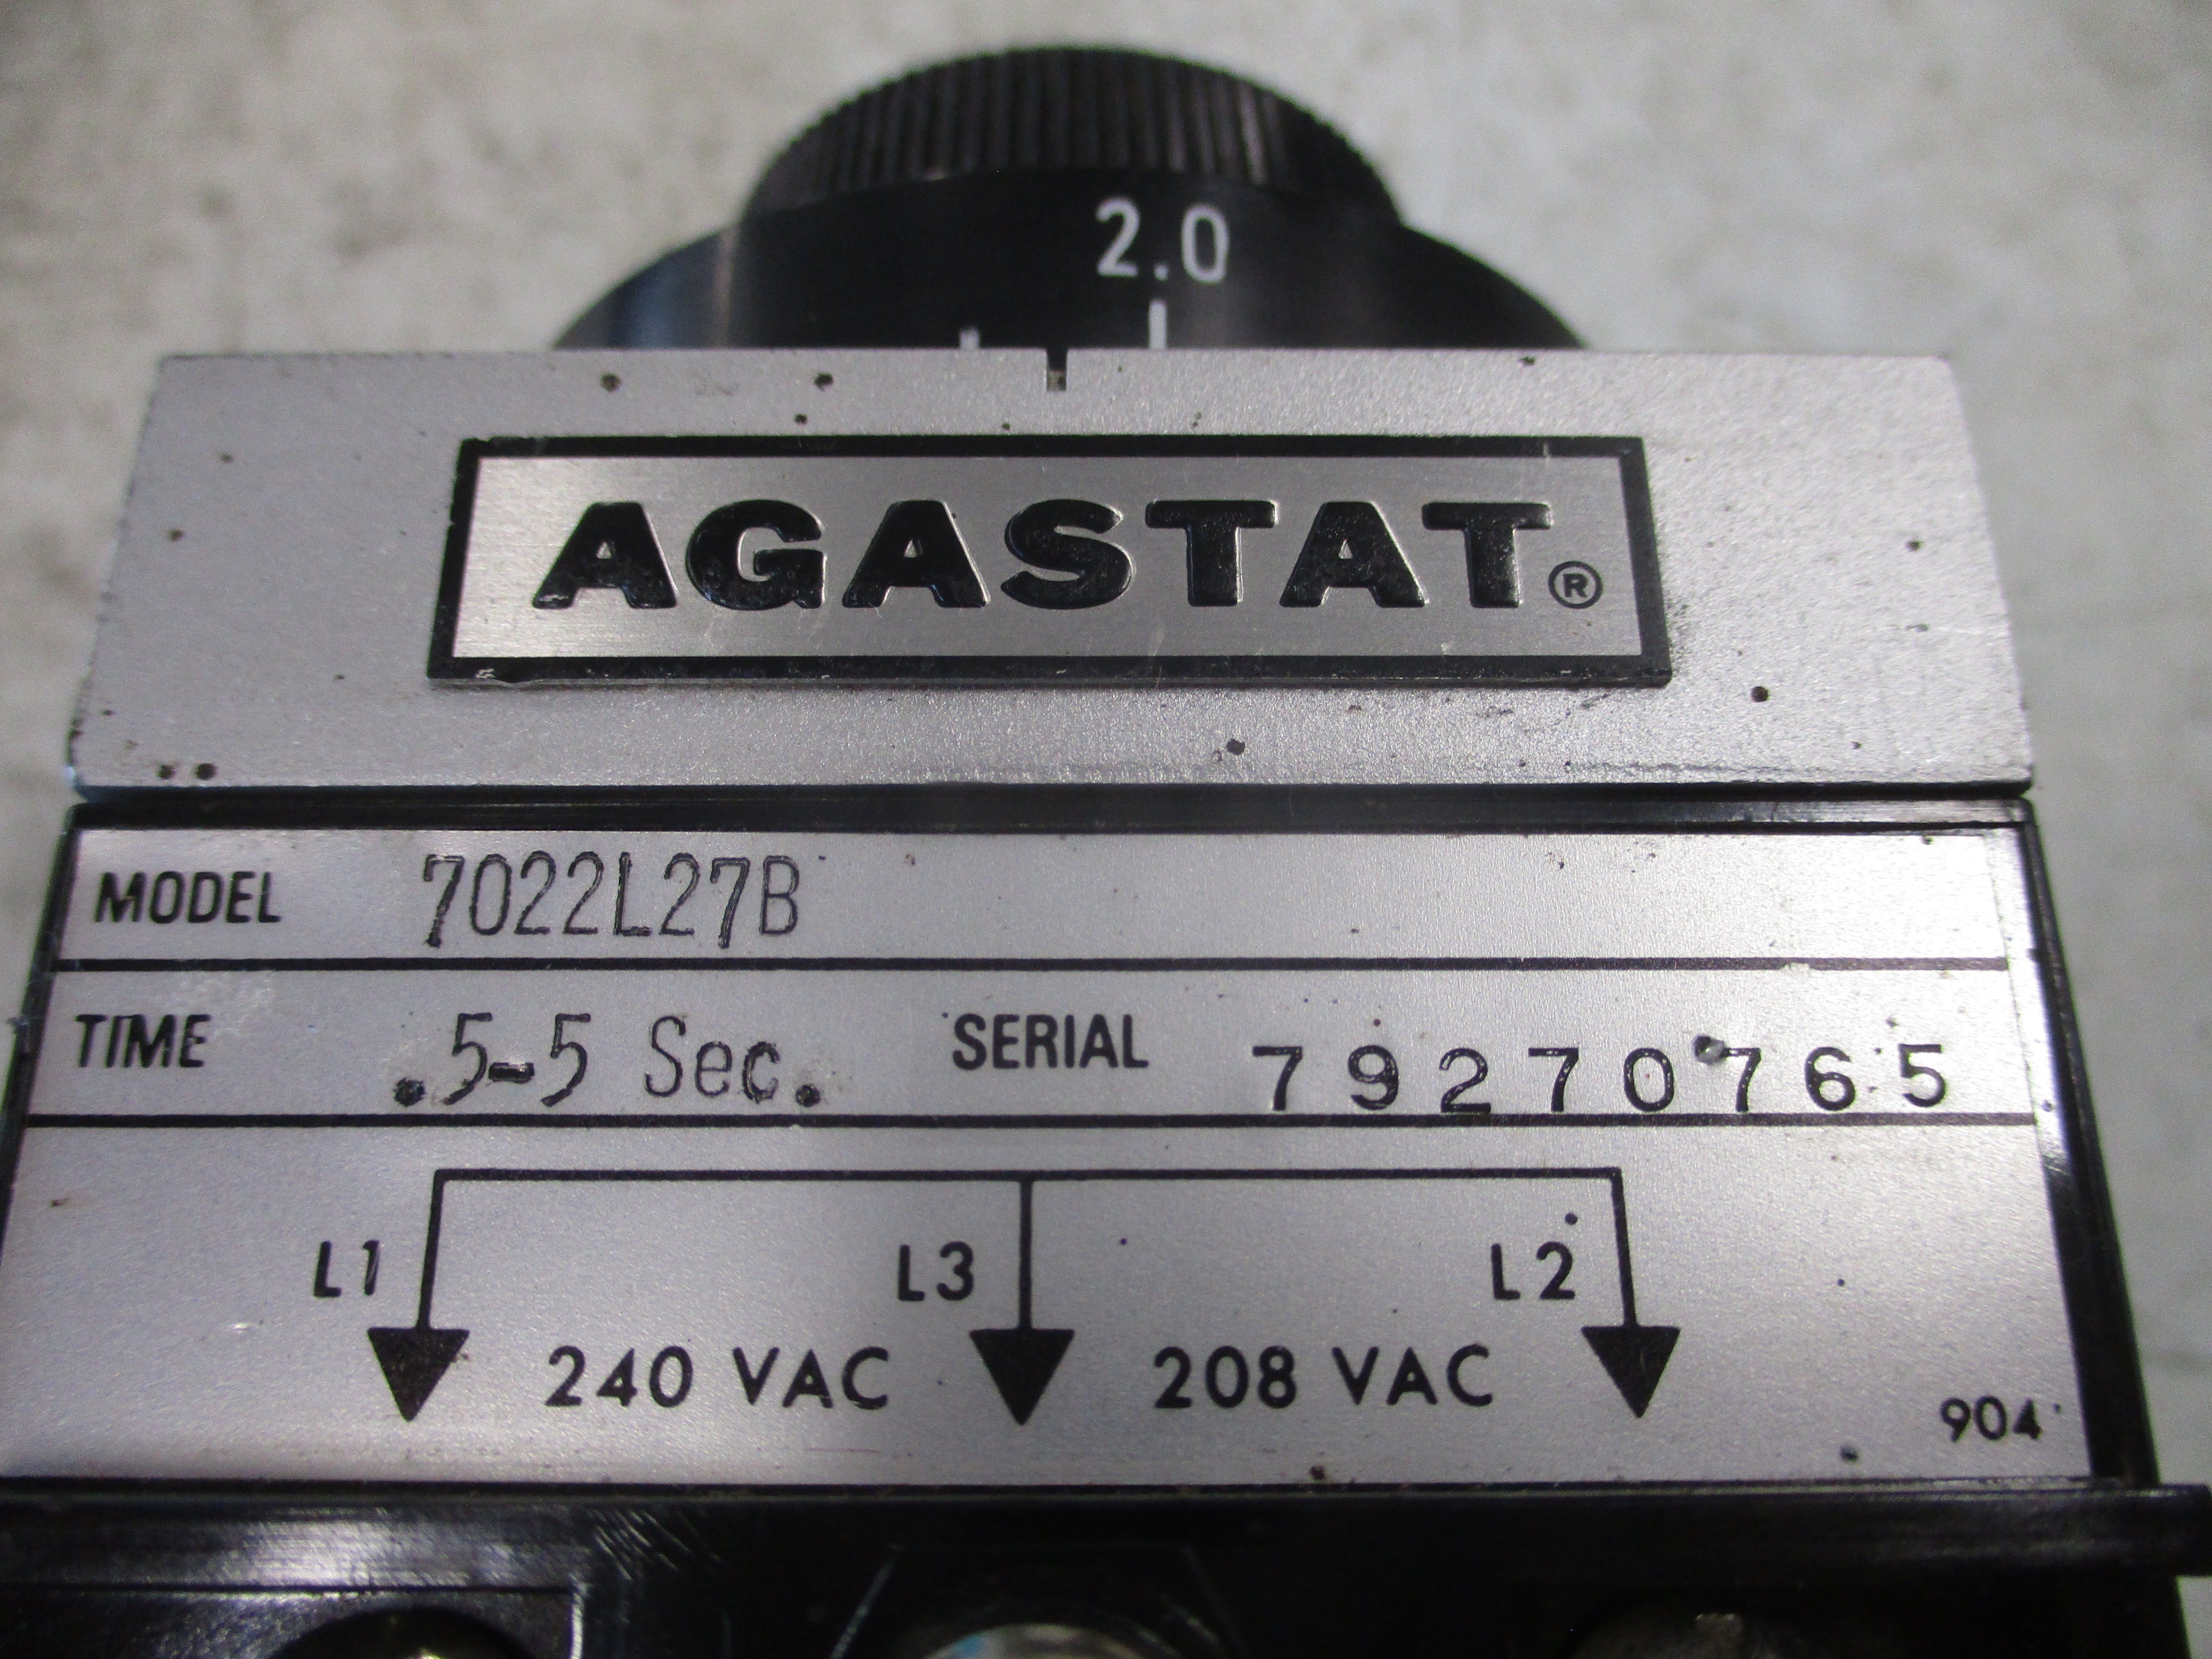 2.0
AGASTAT®
MODEL 7022L27B
TIME .5-5 Sec. SERIAL 79270765
L1 L3 L2
240 VAC 208 VAC
904